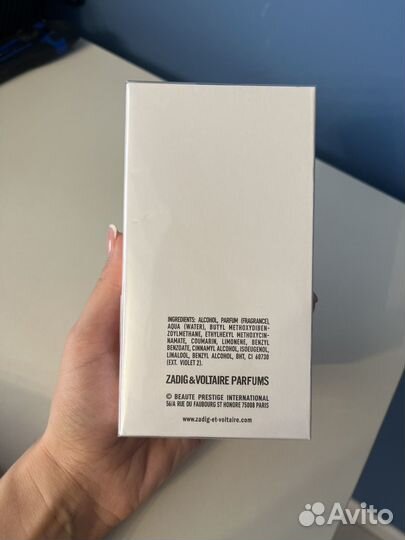 INGREDIENTS: ALCOHOL, PARFUM (FRAGRANCE),
AQUA (WATER), BUTYL METHOXYDIBEN-
ZOYLMETHANE, ETHYLHEXYL METHOXYCIN-
NAMATE, COUMARIN, LIMONENE, BENZYL
BENZOATE, CINNAMYL ALCOHOL, ISOEUGENOL,
LINALOOL, BENZYL ALCOHOL, BHT, CI 60730
(EXT. VIOLET 2).
ZADIG&VOLTAIRE PARFUMS
© BEAUTE PRESTIGE INTERNATIONAL
56/A RUE DU FAUBOURG ST HONORE 75008 PARIS
www.zadig-et-voltaire.com
Avito